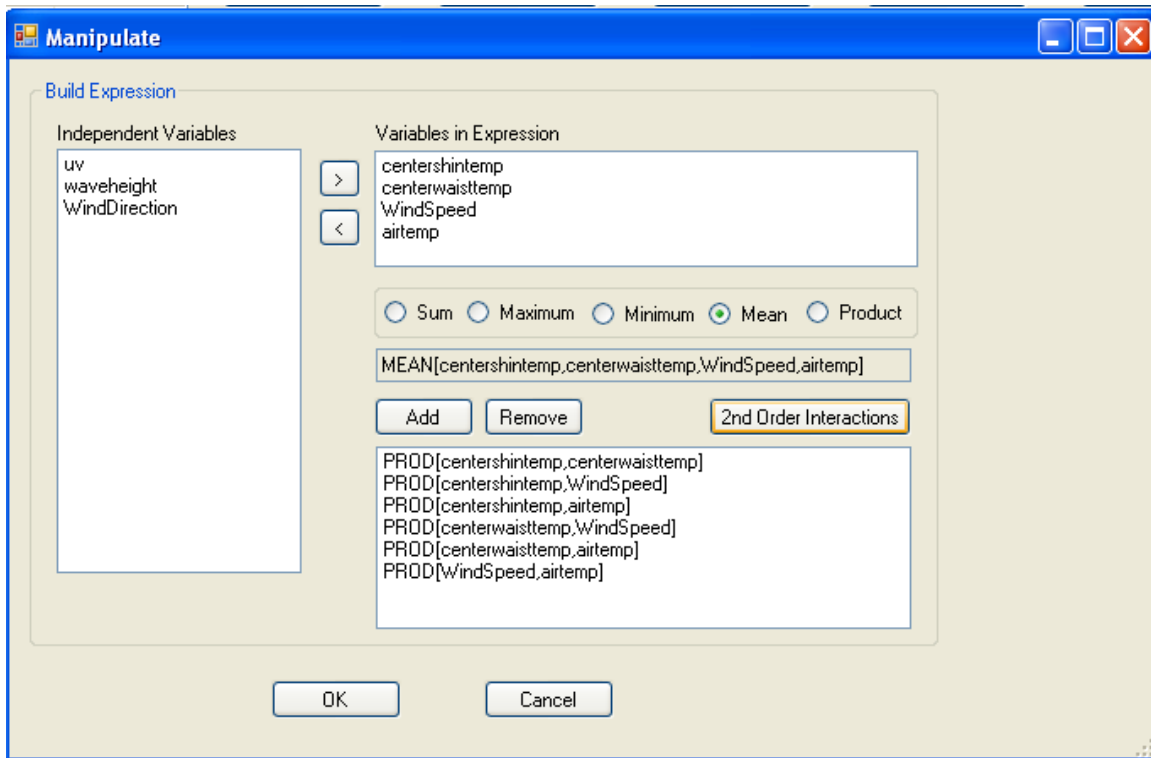 Manipulate
Build Expression
Independent Variables
uv
waveheight
WindDirection
>
<
Variables in Expression
centershintemp
centerwaisttemp
WindSpeed
airtemp
Sum Maximum Minimum Mean Product
MEAN[centershintemp,centerwaisttemp,WindSpeed,airtemp]
Add Remove 2nd Order Interactions
PROD[centershintemp,centerwaisttemp]
PROD[centershintemp,WindSpeed]
PROD[centershintemp,airtemp]
PROD[centerwaisttemp,WindSpeed]
PROD[centerwaisttemp,airtemp]
PROD[WindSpeed,airtemp]
OK Cancel